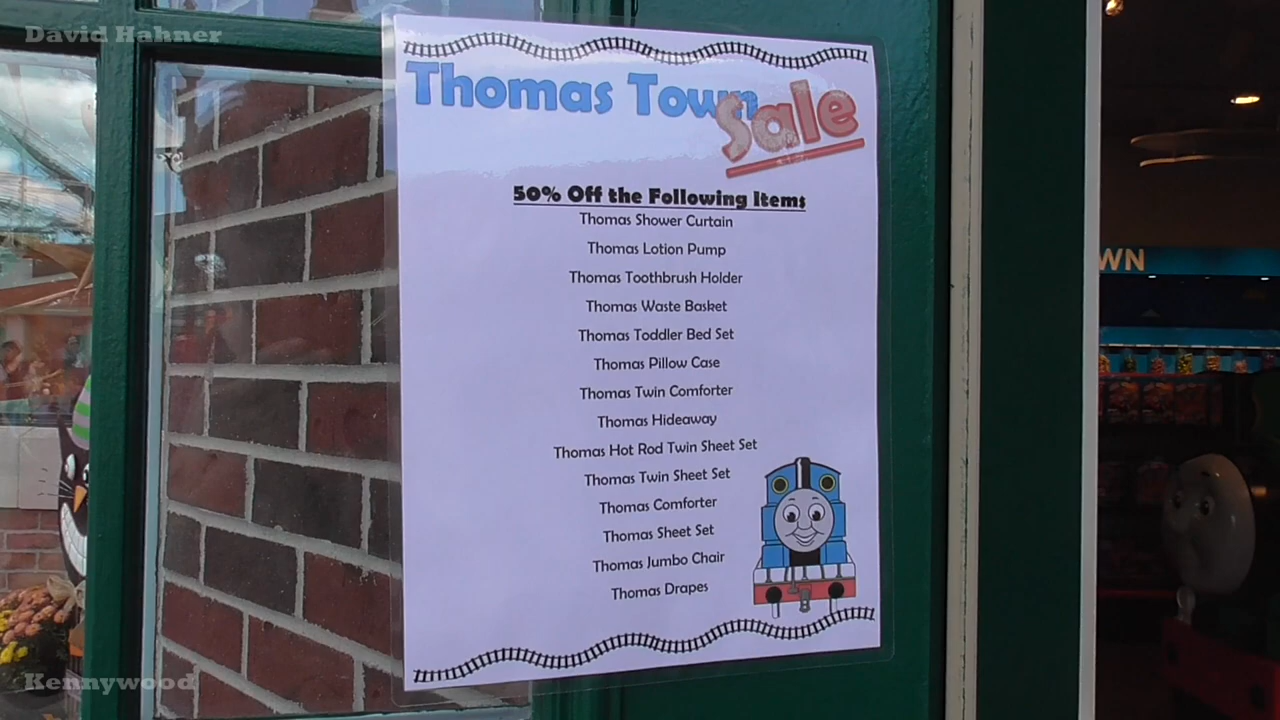 David Hahner
Thomas Town
Sale
50% Off the Following Items
Thomas Shower Curtain
Thomas Lotion Pump
Thomas Toothbrush Holder
Thomas Waste Basket
Thomas Toddler Bed Set
Thomas Pillow Case
Thomas Twin Comforter
Thomas Hideaway
Thomas Hot Rod Twin Sheet Set
Thomas Twin Sheet Set
Thomas Comforter
Thomas Sheet Set
Thomas Jumbo Chair
Thomas Drapes
WN
Kennywood